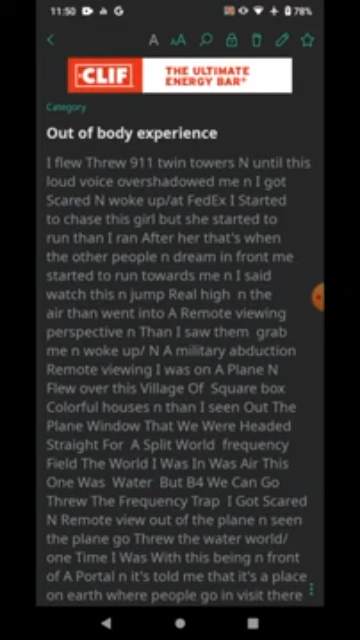 11:50 78%
CLIF THE ULTIMATE ENERGY BAR®
Category
Out of body experience
I flew Threw 911 twin towers N until this
loud voice overshadowed me n I got
Scared N woke up/at FedEx I Started
to chase this girl but she started to
run than I ran After her that's when
the other people n dream in front me
started to run towards me n I said
watch this n jump Real high n the
air than went into A Remote viewing
perspective n Than I saw them grab
me n woke up/ N A military abduction
Remote viewing I was on A Plane N
Flew over this Village Of Square box
Colorful houses n than I seen Out The
Plane Window That We Were Headed
Straight For A Split World frequency
Field The World I Was In Was Air This
One Was Water But B4 We Can Go
Threw The Frequency Trap I Got Scared
N Remote view out of the plane n seen
the plane go Threw the water world/
one Time I Was With this being n front
of A Portal n it's told me that it's a place
on earth where people go in visit there